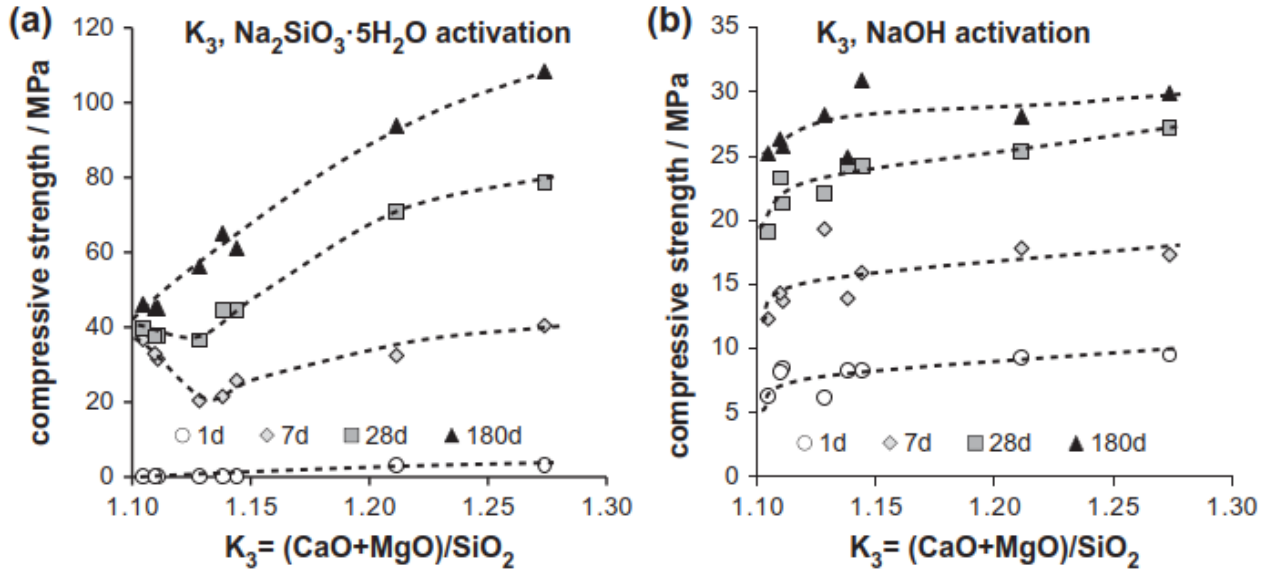 (a)
K₃, Na₂SiO₃·5H₂O activation
compressive strength / MPa
120
100
80
60
40
20
0
1d 7d 28d 180d
1.10 1.15 1.20 1.25 1.30
K₃= (CaO+MgO)/SiO₂
(b)
K₃, NaOH activation
compressive strength / MPa
35
30
25
20
15
10
5
0
1d 7d 28d 180d
1.10 1.15 1.20 1.25 1.30
K₃= (CaO+MgO)/SiO₂